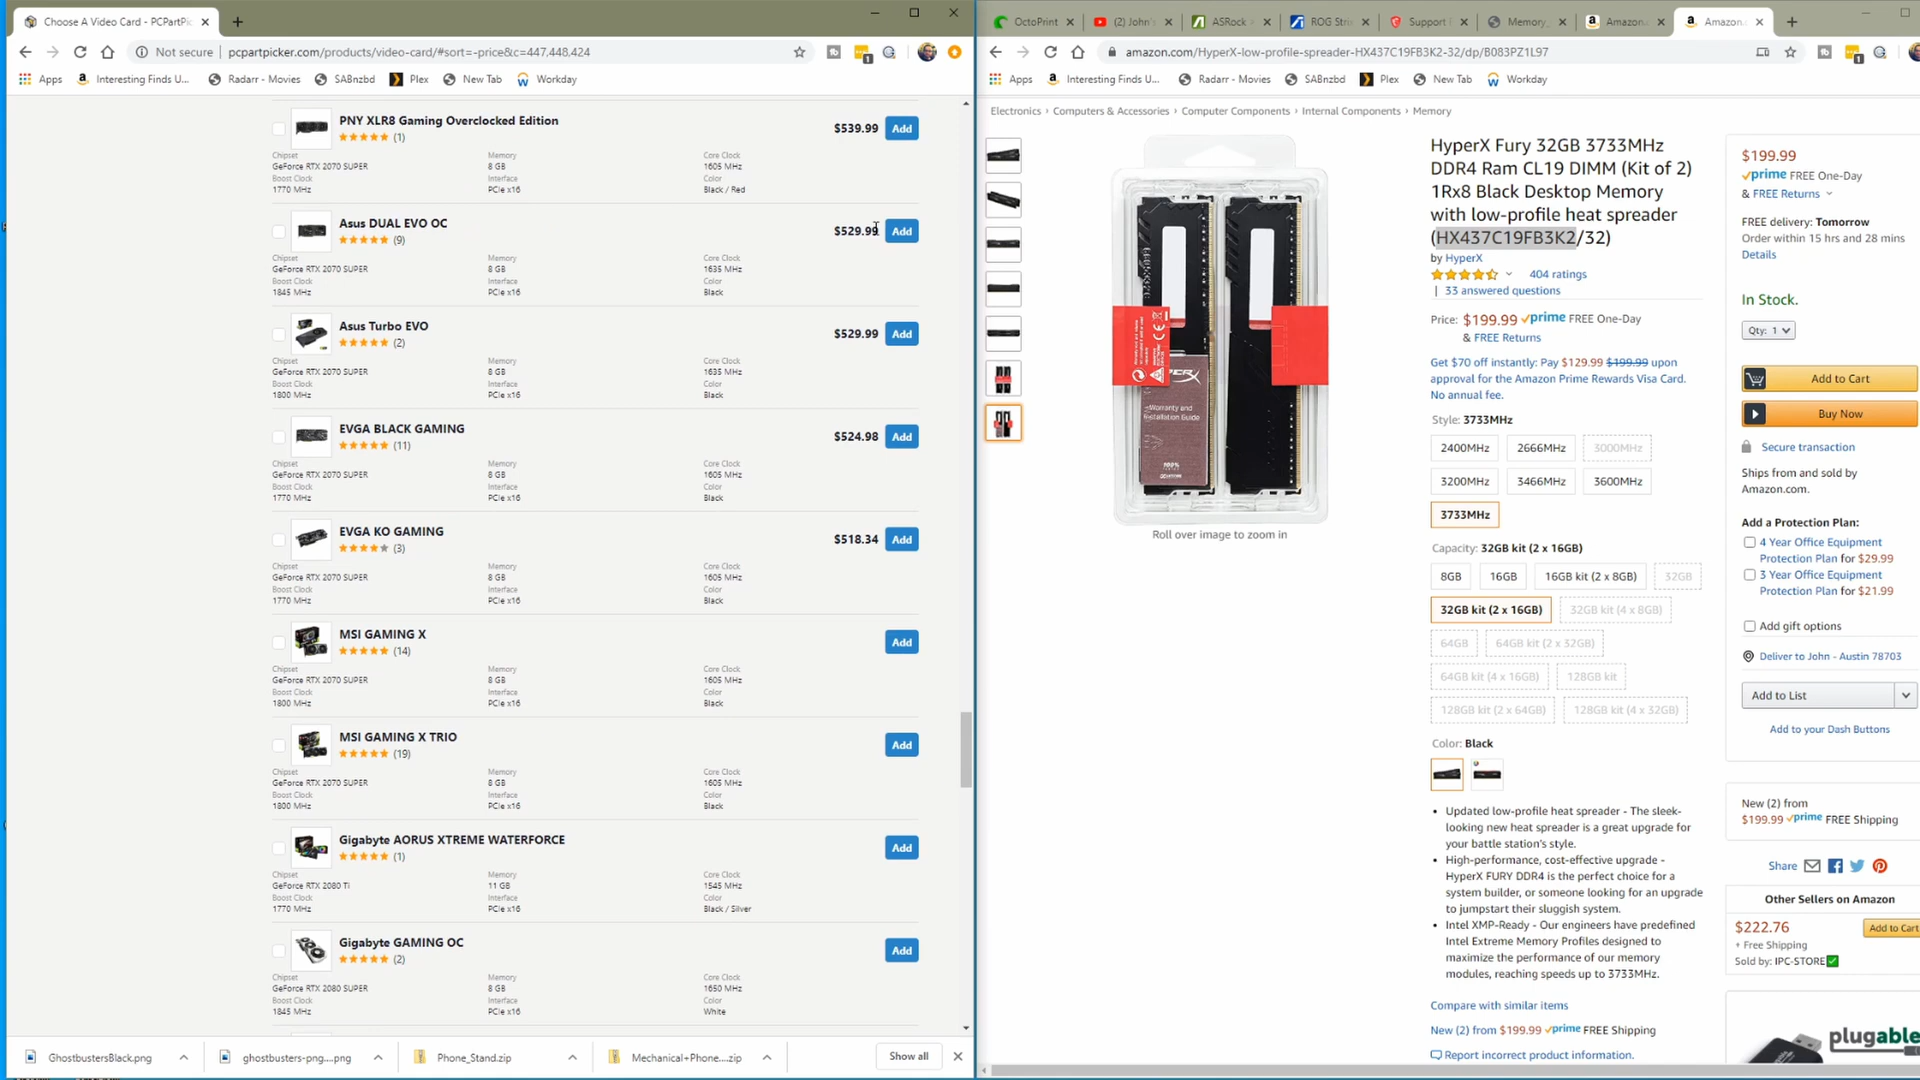 Choose A Video Card - PCPartPic
Not secure | pcpartpicker.com/products/video-card/#sort=-price&c=447,448,424
Apps
Interesting Finds U...
Radarr - Movies
SABnzbd
Plex
New Tab
Workday
PNY XLR8 Gaming Overclocked Edition
(1)
$539.99 Add
Chipset Memory Core Clock
GeForce RTX 2070 SUPER 8 GB 1605 MHz
Boost Clock Interface Color
1770 MHz PCIe x16 Black / Red
Asus DUAL EVO OC
(9)
$529.99 Add
Chipset Memory Core Clock
GeForce RTX 2070 SUPER 8 GB 1635 MHz
Boost Clock Interface Color
1845 MHz PCIe x16 Black
Asus Turbo EVO
(2)
$529.99 Add
Chipset Memory Core Clock
GeForce RTX 2070 SUPER 8 GB 1635 MHz
Boost Clock Interface Color
1800 MHz PCIe x16 Black
EVGA BLACK GAMING
(11)
$524.98 Add
Chipset Memory Core Clock
GeForce RTX 2070 SUPER 8 GB 1605 MHz
Boost Clock Interface Color
1770 MHz PCIe x16 Black
EVGA KO GAMING
(3)
$518.34 Add
Chipset Memory Core Clock
GeForce RTX 2070 SUPER 8 GB 1605 MHz
Boost Clock Interface Color
1770 MHz PCIe x16 Black
MSI GAMING X
(14)
Add
Chipset Memory Core Clock
GeForce RTX 2070 SUPER 8 GB 1605 MHz
Boost Clock Interface Color
1800 MHz PCIe x16 Black
MSI GAMING X TRIO
(19)
Add
Chipset Memory Core Clock
GeForce RTX 2070 SUPER 8 GB 1605 MHz
Boost Clock Interface Color
1800 MHz PCIe x16 Black
Gigabyte AORUS XTREME WATERFORCE
(1)
Add
Chipset Memory Core Clock
GeForce RTX 2080 Ti 11 GB 1545 MHz
Boost Clock Interface Color
1770 MHz PCIe x16 Black / Silver
Gigabyte GAMING OC
(2)
Add
Chipset Memory Core Clock
GeForce RTX 2080 SUPER 8 GB 1650 MHz
Boost Clock Interface Color
1845 MHz PCIe x16 White
GhostbustersBlack.png
ghostbusters-png....png
Phone_Stand.zip
Mechanical+Phone....zip
Show all
OctoPrint
(2) John's
ASRock
ROG Stri
Support
Memory_
Amazon.
Amazon.
amazon.com/HyperX-low-profile-spreader-HX437C19FB3K2-32/dp/B083PZ1L97
Apps
Interesting Finds U...
Radarr - Movies
SABnzbd
Plex
New Tab
Workday
Electronics › Computers & Accessories › Computer Components › Internal Components › Memory
HYPERX
Warranty and
Installation Guide
100%
Roll over image to zoom in
HyperX Fury 32GB 3733MHz
DDR4 Ram CL19 DIMM (Kit of 2)
1Rx8 Black Desktop Memory
with low-profile heat spreader
(HX437C19FB3K2/32)
by HyperX
404 ratings
| 33 answered questions
Price: $199.99 prime FREE One-Day
& FREE Returns
Get $70 off instantly: Pay $129.99 $199.99 upon
approval for the Amazon Prime Rewards Visa Card.
No annual fee.
Style: 3733MHz
2400MHz 2666MHz 3000MHz
3200MHz 3466MHz 3600MHz
3733MHz
Capacity: 32GB kit (2 x 16GB)
8GB 16GB 16GB kit (2 x 8GB) 32GB
32GB kit (2 x 16GB) 32GB kit (4 x 8GB)
64GB 64GB kit (2 x 32GB)
64GB kit (4 x 16GB) 128GB kit
128GB kit (2 x 64GB) 128GB kit (4 x 32GB)
Color: Black
• Updated low-profile heat spreader - The sleek-
looking new heat spreader is a great upgrade for
your battle station's style.
• High-performance, cost-effective upgrade -
HyperX FURY DDR4 is the perfect choice for a
system builder, or someone looking for an upgrade
to jumpstart their sluggish system.
• Intel XMP-Ready - Our engineers have predefined
Intel Extreme Memory Profiles designed to
maximize the performance of our memory
modules, reaching speeds up to 3733MHz.
Compare with similar items
New (2) from $199.99 prime FREE Shipping
Report incorrect product information.
$199.99
prime FREE One-Day
& FREE Returns
FREE delivery: Tomorrow
Order within 15 hrs and 28 mins
Details
In Stock.
Qty: 1
Add to Cart
Buy Now
Secure transaction
Ships from and sold by
Amazon.com.
Add a Protection Plan:
4 Year Office Equipment
Protection Plan for $29.99
3 Year Office Equipment
Protection Plan for $21.99
Add gift options
Deliver to John - Austin 78703
Add to List
Add to your Dash Buttons
New (2) from
$199.99 prime FREE Shipping
Share
Other Sellers on Amazon
$222.76 Add to Cart
+ Free Shipping
Sold by: IPC-STORE
plugable